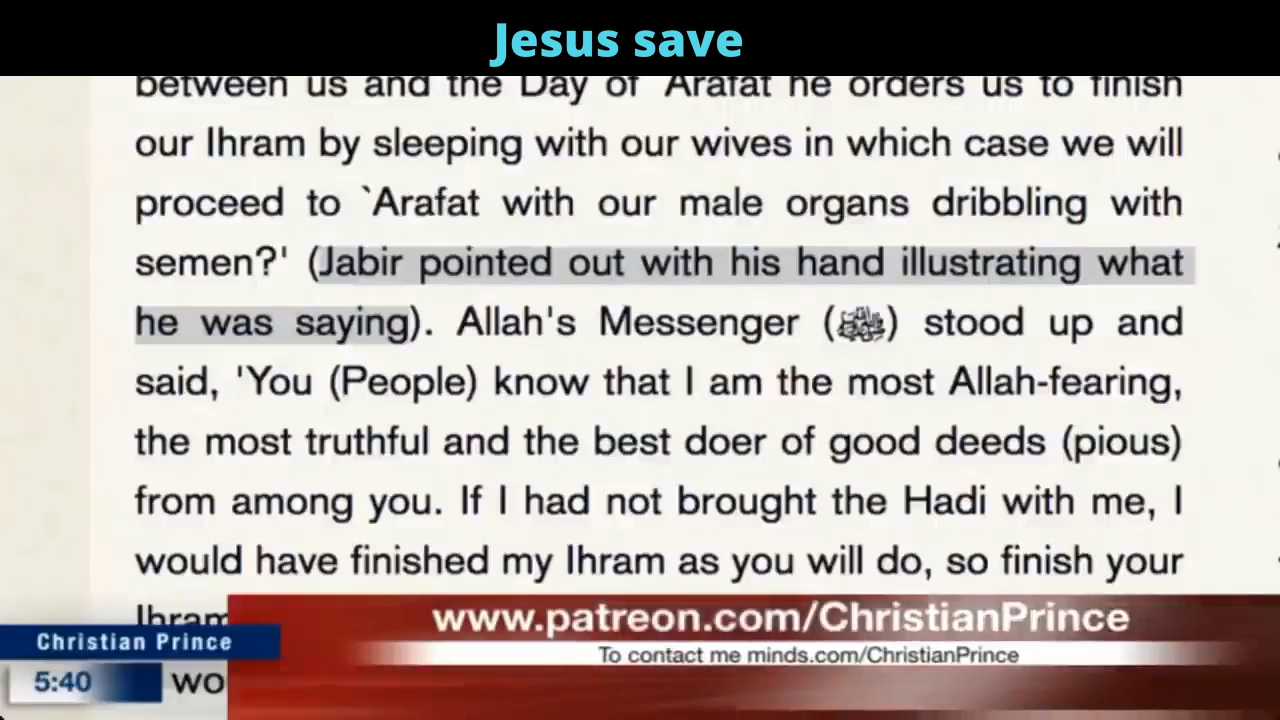 Jesus save
between us and the Day of `Arafat he orders us to finish
our Ihram by sleeping with our wives in which case we will
proceed to `Arafat with our male organs dribbling with
semen?' (Jabir pointed out with his hand illustrating what
he was saying). Allah's Messenger (ﷺ) stood up and
said, 'You (People) know that I am the most Allah-fearing,
the most truthful and the best doer of good deeds (pious)
from among you. If I had not brought the Hadi with me, I
would have finished my Ihram as you will do, so finish your
Ihram
www.patreon.com/ChristianPrince
Christian Prince
To contact me minds.com/ChristianPrince
5:40